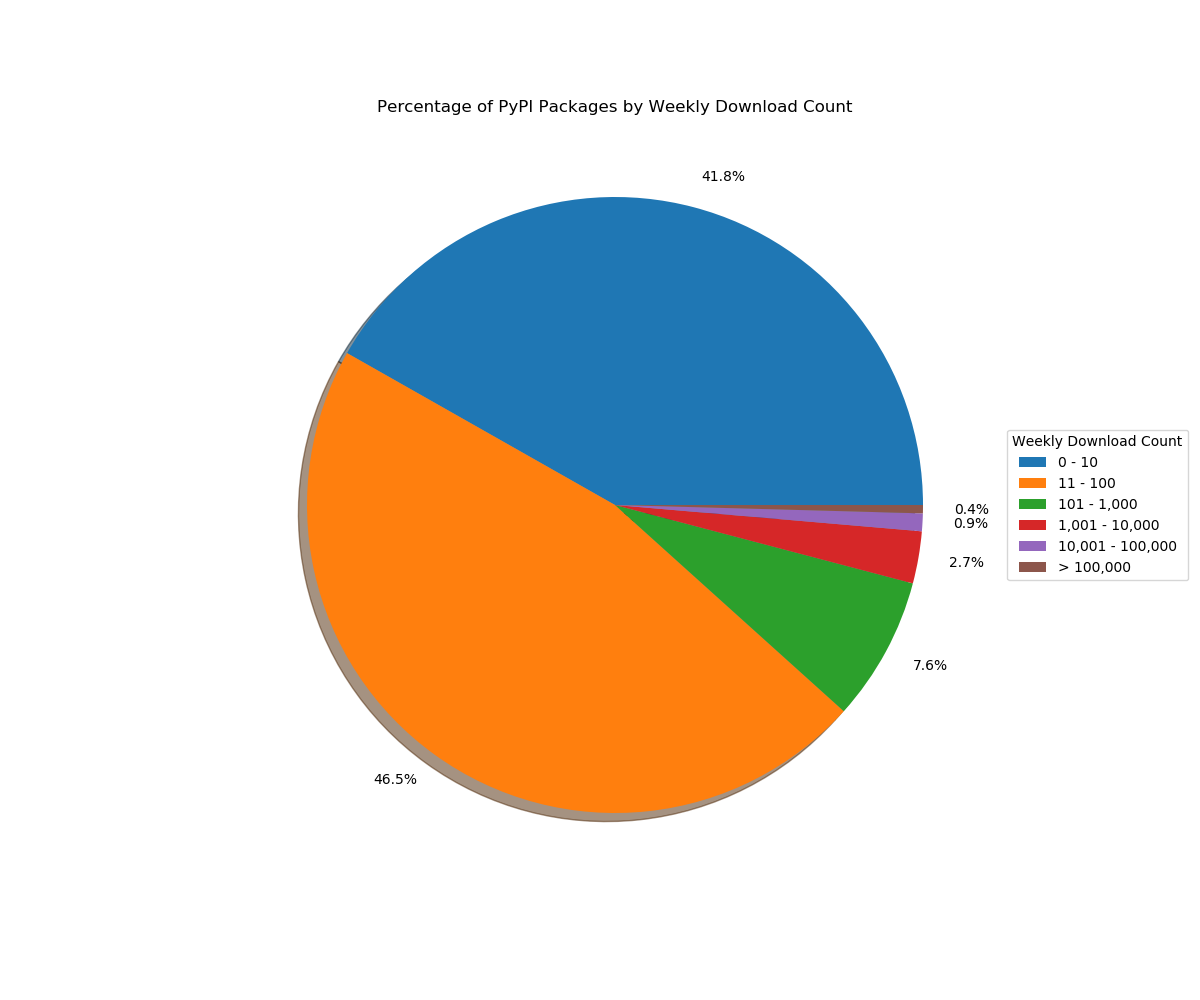 Percentage of PyPI Packages by Weekly Download Count
41.8%
46.5%
7.6%
2.7%
0.9%
0.4%
Weekly Download Count
0 - 10
11 - 100
101 - 1,000
1,001 - 10,000
10,001 - 100,000
> 100,000